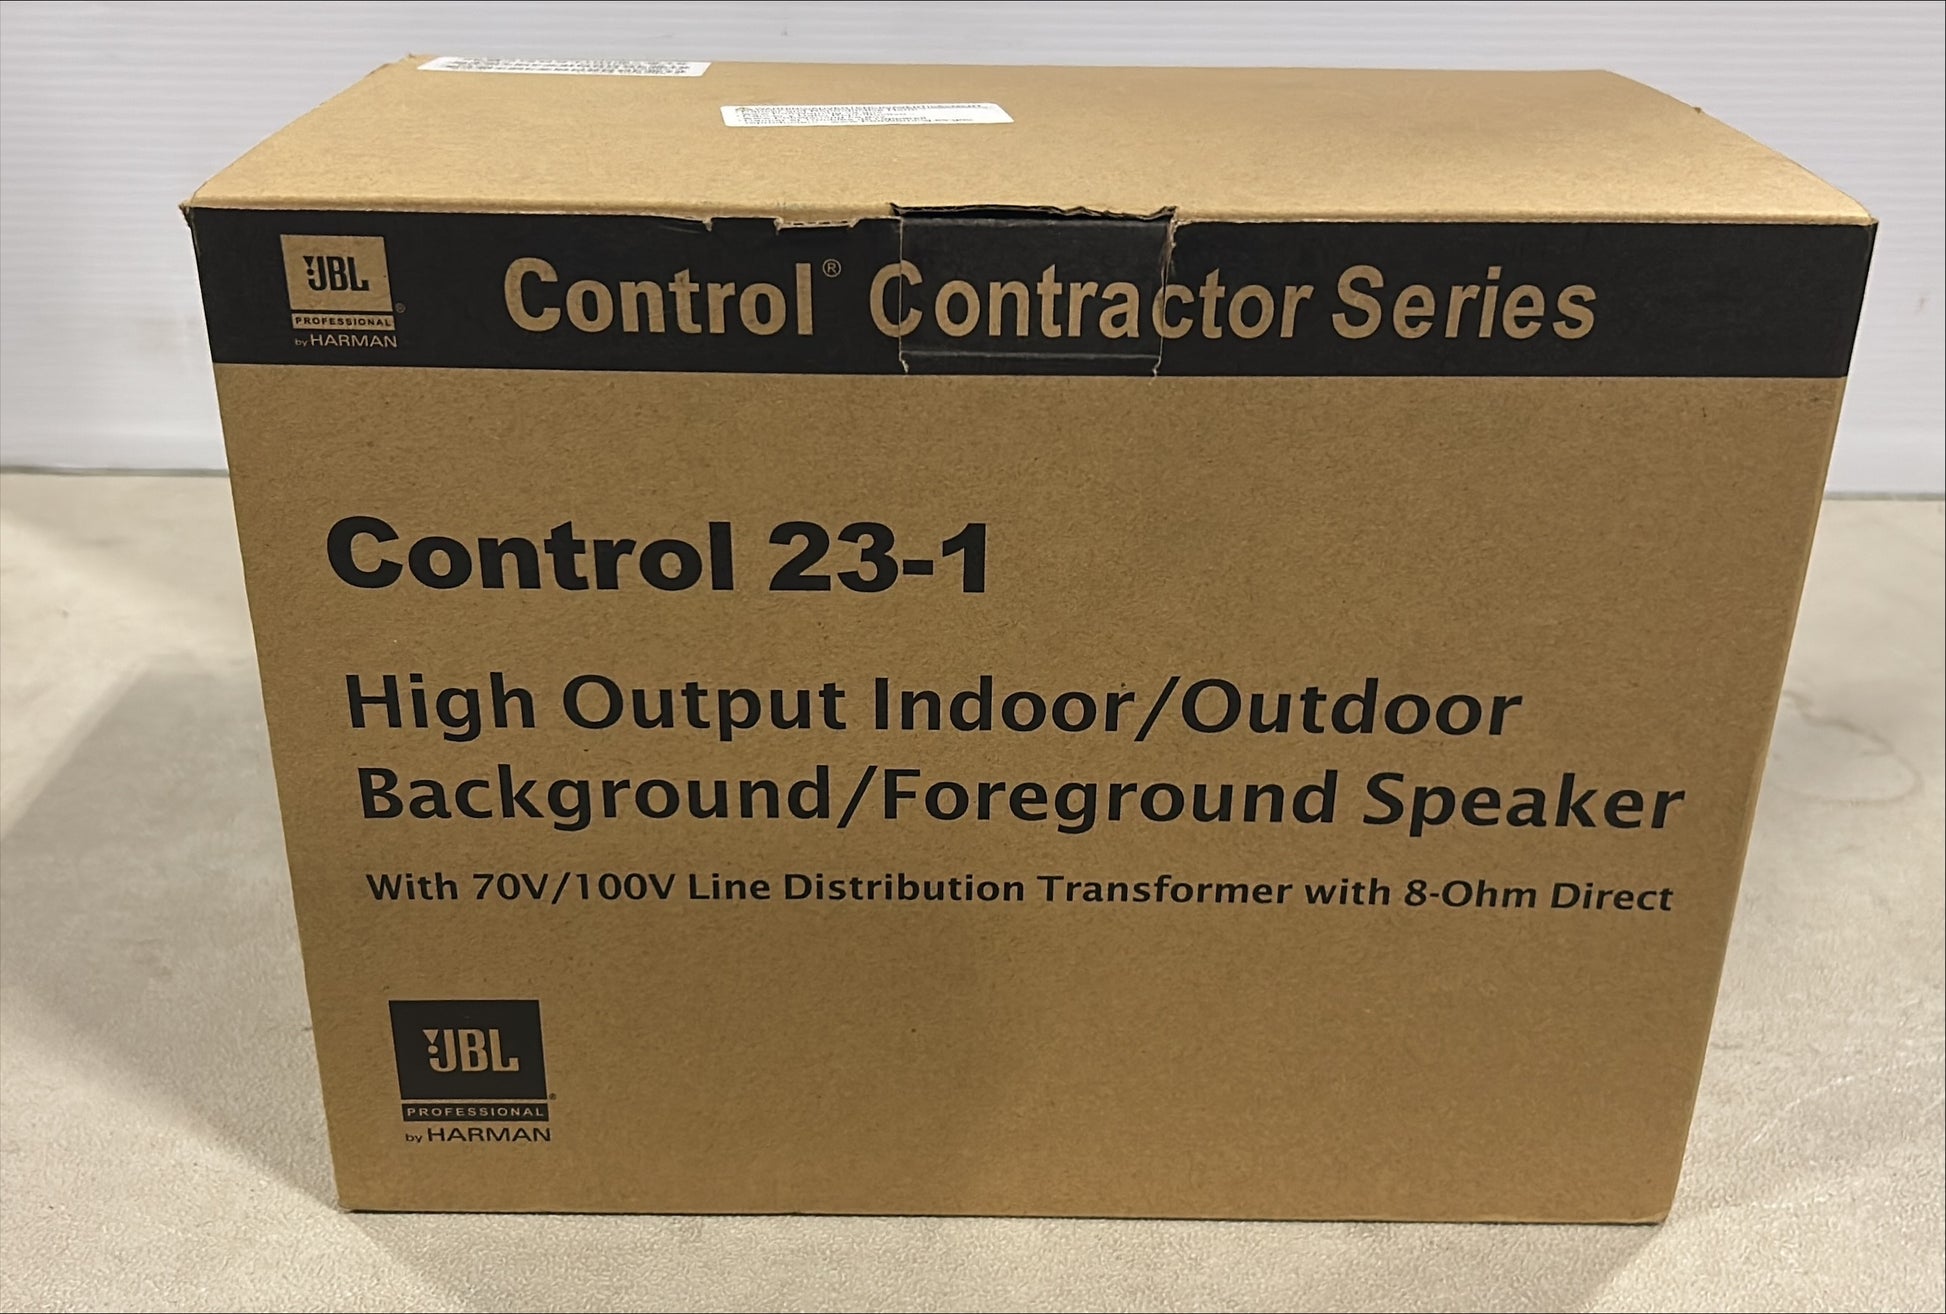 JBL
PROFESSIONAL
by HARMAN
Control® Contractor Series
Control 23-1
High Output Indoor/Outdoor
Background/Foreground Speaker
With 70V/100V Line Distribution Transformer with 8-Ohm Direct
JBL
PROFESSIONAL
by HARMAN